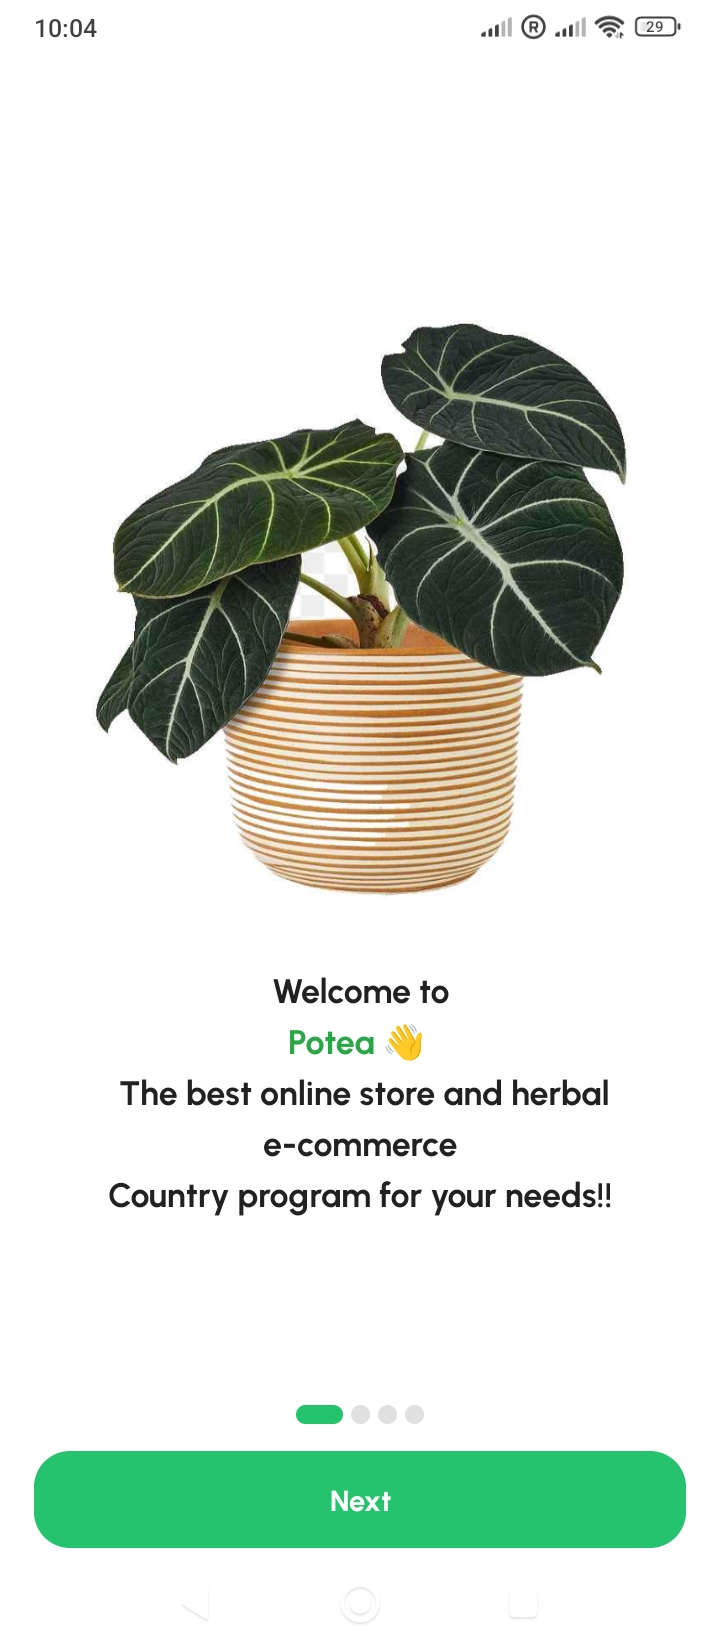 10:04 R 29
Welcome to
Potea 👋
The best online store and herbal
e-commerce
Country program for your needs!!
Next